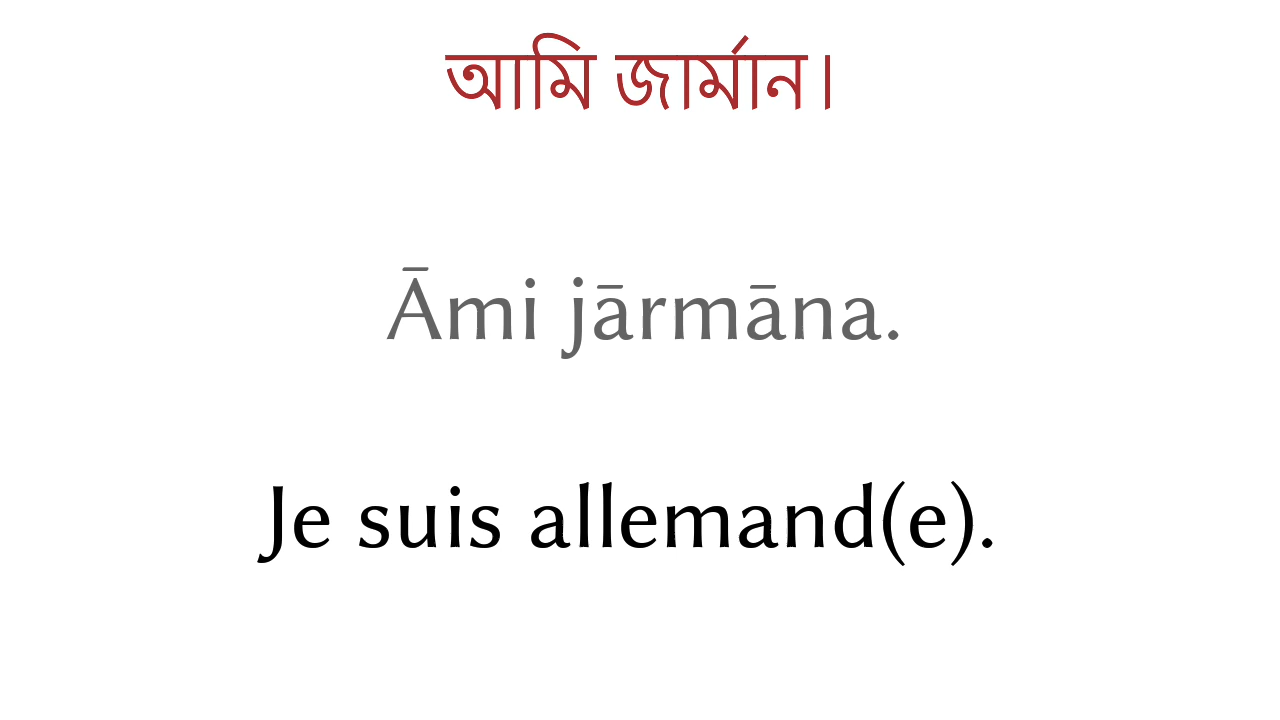 আমি জার্মান।
Āmi jārmāna.
Je suis allemand(e).